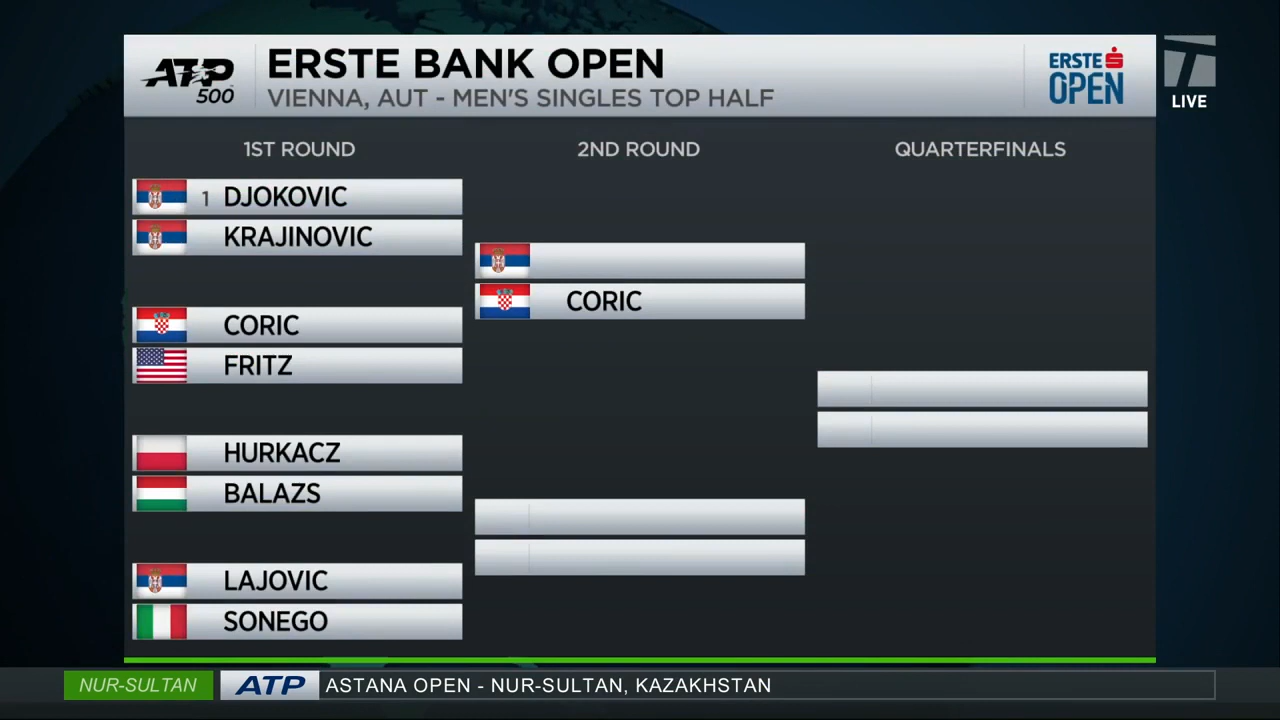 ATP
500
ERSTE BANK OPEN
VIENNA, AUT - MEN'S SINGLES TOP HALF
ERSTE
OPEN
T
LIVE
1ST ROUND
2ND ROUND
QUARTERFINALS
1 DJOKOVIC
KRAJINOVIC
CORIC
CORIC
FRITZ
HURKACZ
BALAZS
LAJOVIC
SONEGO
NUR-SULTAN
ATP
ASTANA OPEN - NUR-SULTAN, KAZAKHSTAN